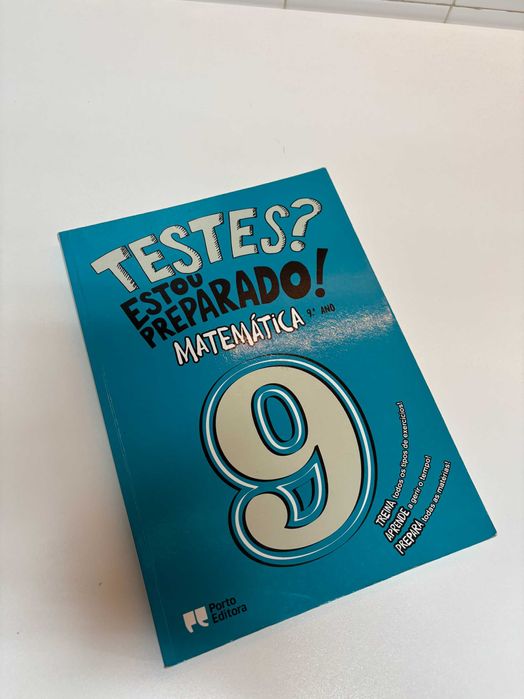 TESTES?
ESTOU
PREPARADO!
MATEMÁTICA 9.º ANO
9
TREINA todos os tipos de exercícios!
APRENDE a gerir o tempo!
PREPARA todas as matérias!
Porto
Editora